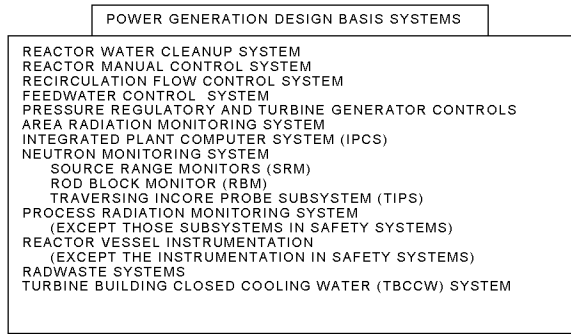 POWER GENERATION DESIGN BASIS SYSTEMS
REACTOR WATER CLEANUP SYSTEM
REACTOR MANUAL CONTROL SYSTEM
RECIRCULATION FLOW CONTROL SYSTEM
FEEDWATER CONTROL SYSTEM
PRESSURE REGULATORY AND TURBINE GENERATOR CONTROLS
AREA RADIATION MONITORING SYSTEM
INTEGRATED PLANT COMPUTER SYSTEM (IPCS)
NEUTRON MONITORING SYSTEM
SOURCE RANGE MONITORS (SRM)
ROD BLOCK MONITOR (RBM)
TRAVERSING INCORE PROBE SUBSYSTEM (TIPS)
PROCESS RADIATION MONITORING SYSTEM
(EXCEPT THOSE SUBSYSTEMS IN SAFETY SYSTEMS)
REACTOR VESSEL INSTRUMENTATION
(EXCEPT THE INSTRUMENTATION IN SAFETY SYSTEMS)
RADWASTE SYSTEMS
TURBINE BUILDING CLOSED COOLING WATER (TBCCW) SYSTEM